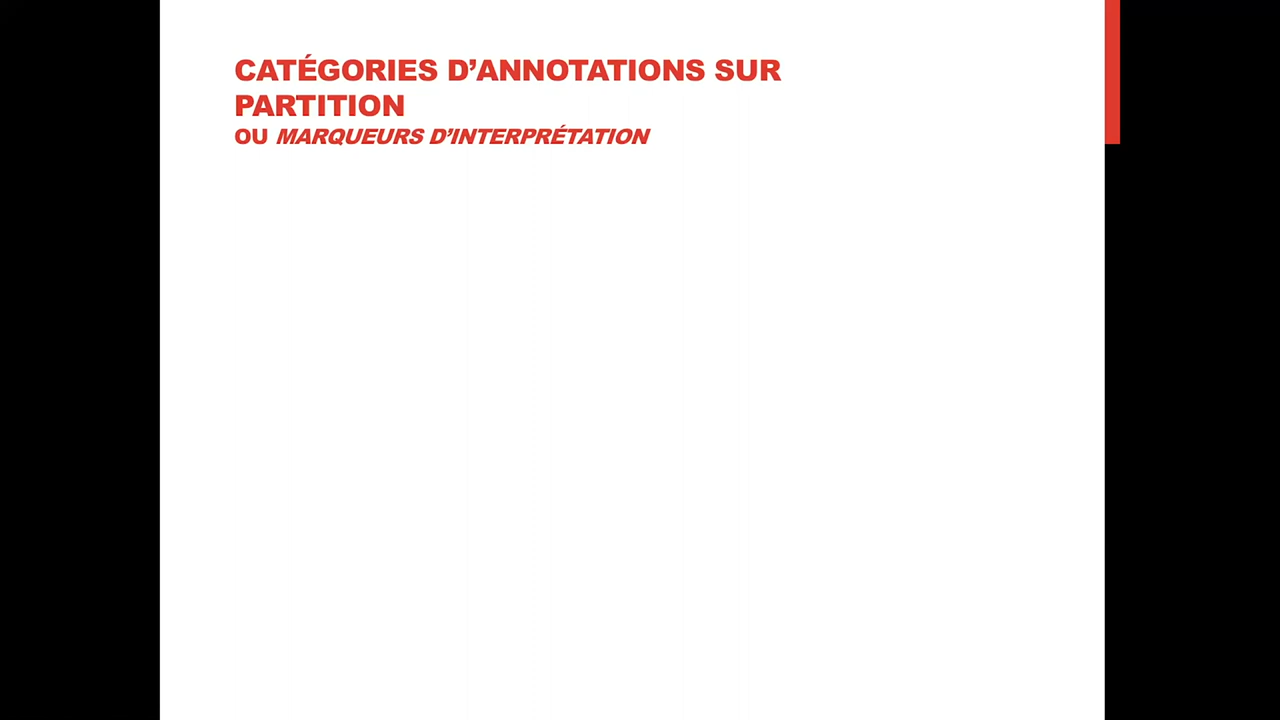 CATÉGORIES D’ANNOTATIONS SUR
PARTITION
OU MARQUEURS D’INTERPRÉTATION